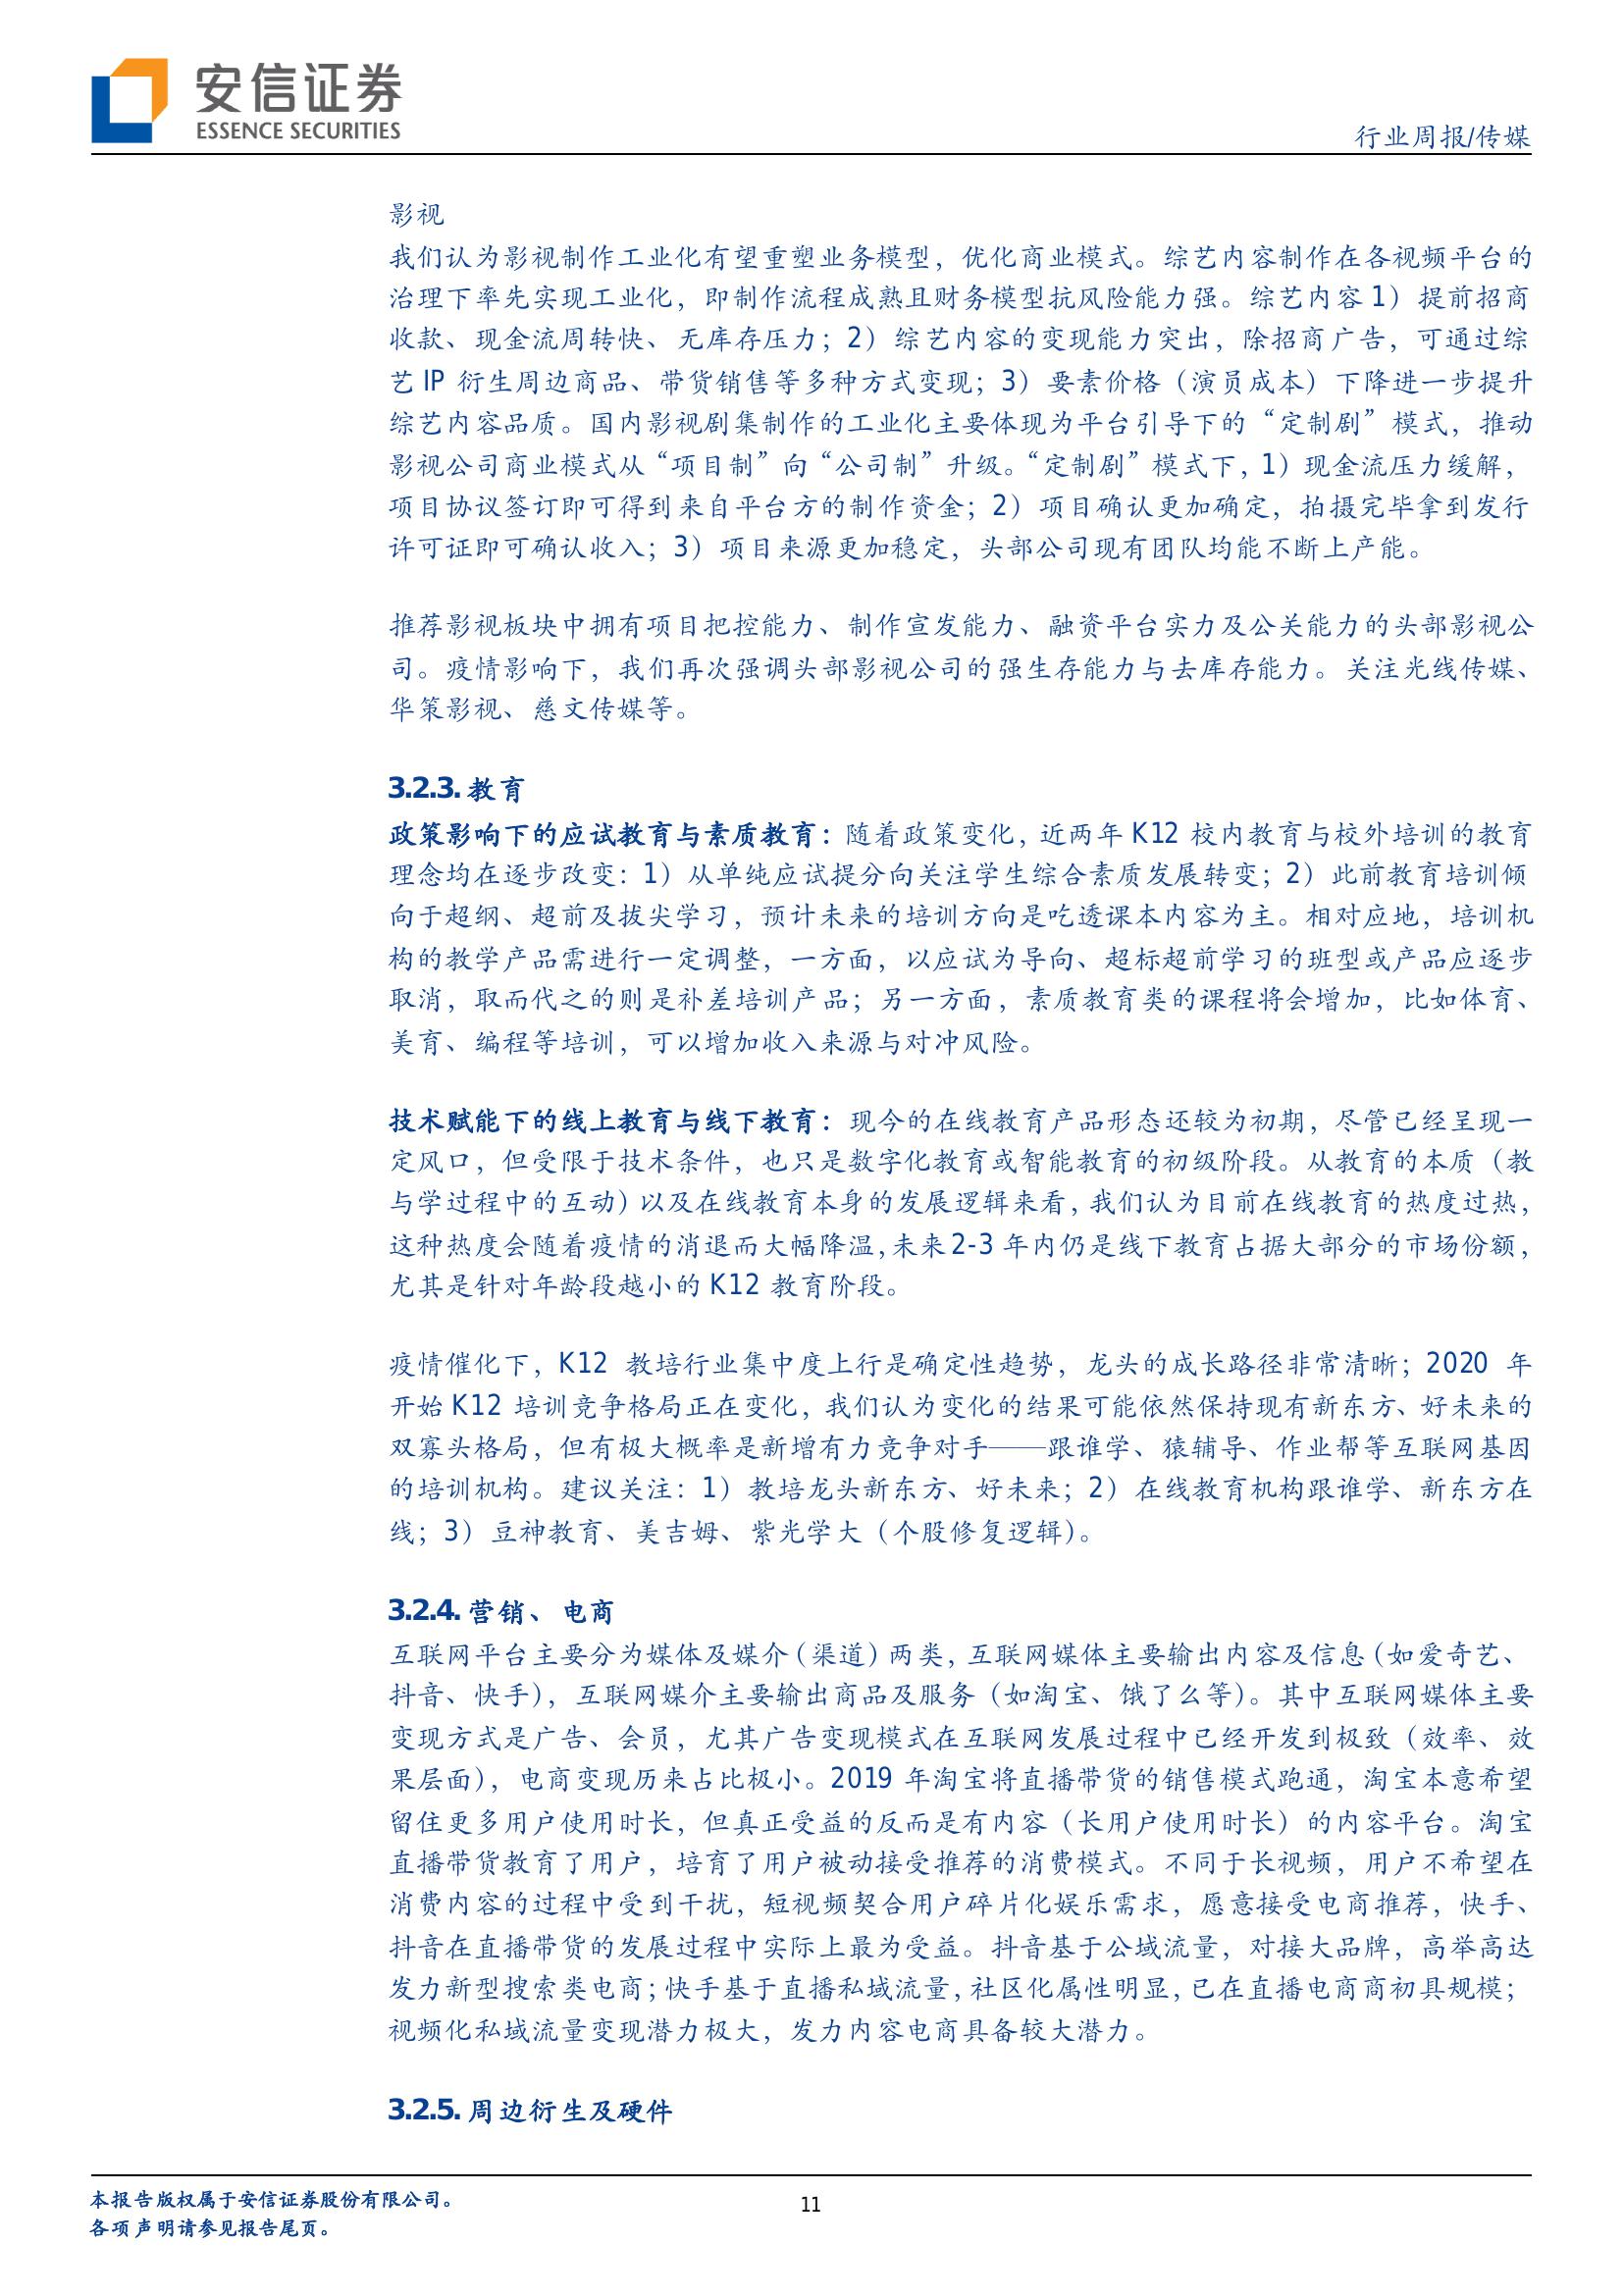 安信证券
ESSENCE SECURITIES
行业周报/传媒
影视
我们认为影视制作工业化有望重塑业务模型，优化商业模式。综艺内容制作在各视频平台的
治理下率先实现工业化，即制作流程成熟且财务模型抗风险能力强。综艺内容 1）提前招商
收款、现金流周转快、无库存压力；2）综艺内容的变现能力突出，除招商广告，可通过综
艺 IP 衍生周边商品、带货销售等多种方式变现；3）要素价格（演员成本）下降进一步提升
综艺内容品质。国内影视剧集制作的工业化主要体现为平台引导下的“定制剧”模式，推动
影视公司商业模式从“项目制”向“公司制”升级。“定制剧”模式下，1）现金流压力缓解，
项目协议签订即可得到来自平台方的制作资金；2）项目确认更加确定，拍摄完毕拿到发行
许可证即可确认收入；3）项目来源更加稳定，头部公司现有团队均能不断上产能。
推荐影视板块中拥有项目把控能力、制作宣发能力、融资平台实力及公关能力的头部影视公
司。疫情影响下，我们再次强调头部影视公司的强生存能力与去库存能力。关注光线传媒、
华策影视、慈文传媒等。
3.2.3. 教育
政策影响下的应试教育与素质教育：随着政策变化，近两年 K12 校内教育与校外培训的教育
理念均在逐步改变：1）从单纯应试提分向关注学生综合素质发展转变；2）此前教育培训倾
向于超纲、超前及拔尖学习，预计未来的培训方向是吃透课本内容为主。相对应地，培训机
构的教学产品需进行一定调整，一方面，以应试为导向、超标超前学习的班型或产品应逐步
取消，取而代之的则是补差培训产品；另一方面，素质教育类的课程将会增加，比如体育、
美育、编程等培训，可以增加收入来源与对冲风险。
技术赋能下的线上教育与线下教育：现今的在线教育产品形态还较为初期，尽管已经呈现一
定风口，但受限于技术条件，也只是数字化教育或智能教育的初级阶段。从教育的本质（教
与学过程中的互动）以及在线教育本身的发展逻辑来看，我们认为目前在线教育的热度过热，
这种热度会随着疫情的消退而大幅降温，未来 2-3 年内仍是线下教育占据大部分的市场份额，
尤其是针对年龄段越小的 K12 教育阶段。
疫情催化下，K12 教培行业集中度上行是确定性趋势，龙头的成长路径非常清晰；2020 年
开始 K12 培训竞争格局正在变化，我们认为变化的结果可能依然保持现有新东方、好未来的
双寡头格局，但有极大概率是新增有力竞争对手——跟谁学、猿辅导、作业帮等互联网基因
的培训机构。建议关注：1）教培龙头新东方、好未来；2）在线教育机构跟谁学、新东方在
线；3）豆神教育、美吉姆、紫光学大（个股修复逻辑）。
3.2.4. 营销、电商
互联网平台主要分为媒体及媒介（渠道）两类，互联网媒体主要输出内容及信息（如爱奇艺、
抖音、快手），互联网媒介主要输出商品及服务（如淘宝、饿了么等）。其中互联网媒体主要
变现方式是广告、会员，尤其广告变现模式在互联网发展过程中已经开发到极致（效率、效
果层面），电商变现历来占比极小。2019 年淘宝将直播带货的销售模式跑通，淘宝本意希望
留住更多用户使用时长，但真正受益的反而是有内容（长用户使用时长）的内容平台。淘宝
直播带货教育了用户，培育了用户被动接受推荐的消费模式。不同于长视频，用户不希望在
消费内容的过程中受到干扰，短视频契合用户碎片化娱乐需求，愿意接受电商推荐，快手、
抖音在直播带货的发展过程中实际上最为受益。抖音基于公域流量，对接大品牌，高举高达
发力新型搜索类电商；快手基于直播私域流量，社区化属性明显，已在直播电商商初具规模；
视频化私域流量变现潜力极大，发力内容电商具备较大潜力。
3.2.5. 周边衍生及硬件
本报告版权属于安信证券股份有限公司。
各项声明请参见报告尾页。
11